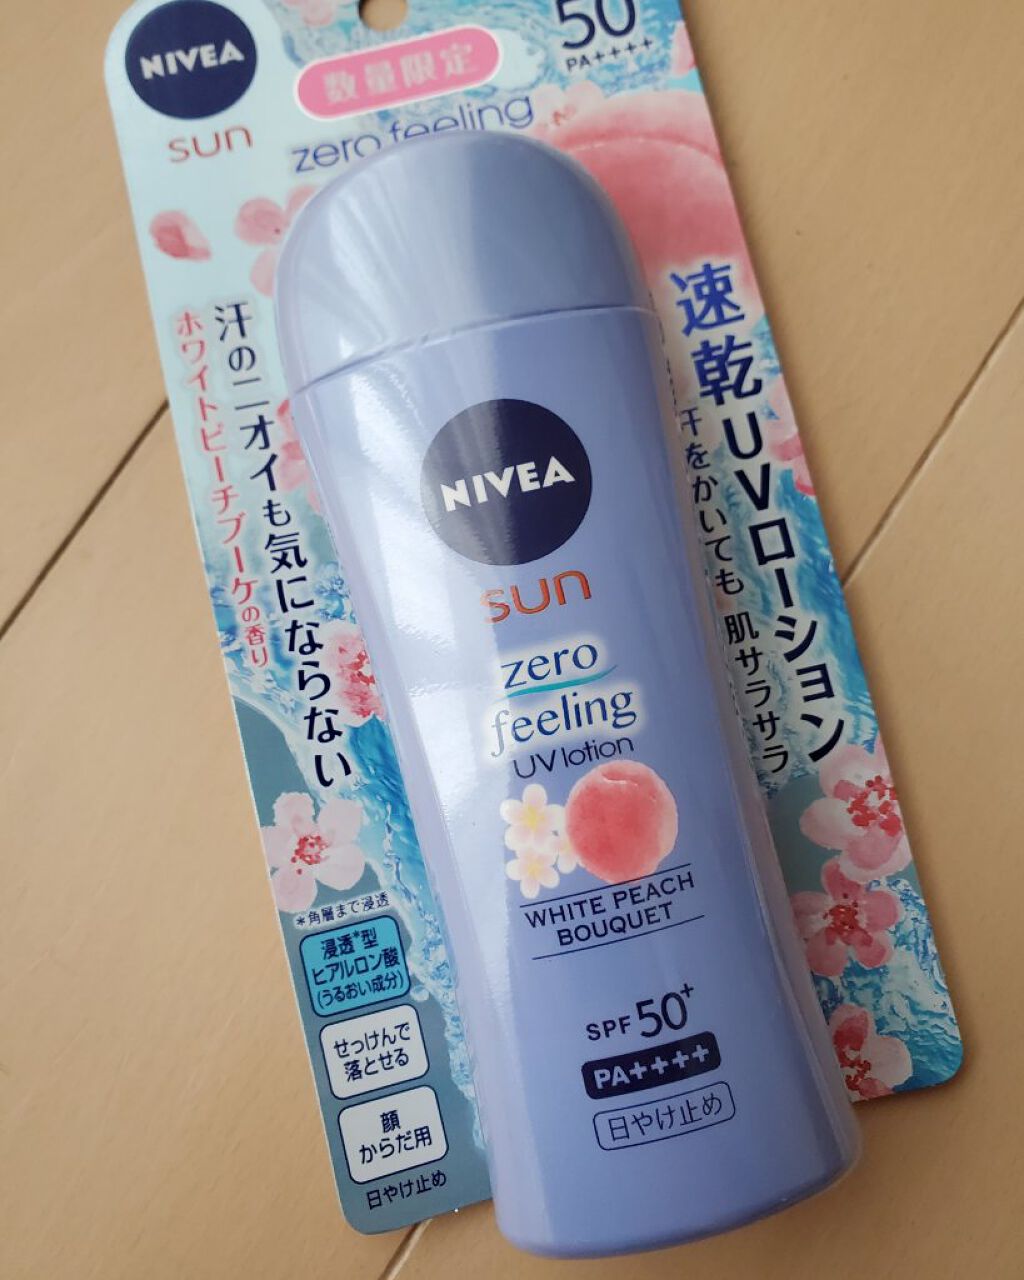 NIVEA
sun
数量限定
zero feeling
50
PA++++
速乾UVローション
汗をかいても 肌サラサラ
汗のニオイも気にならない
ホワイトピーチブーケの香り
*角層まで浸透
浸透*型
ヒアルロン酸
(うるおい成分)
せっけんで
落とせる
顔
からだ用
日やけ止め
NIVEA
sun
zero
feeling
UV lotion
WHITE PEACH
BOUQUET
SPF 50+
PA++++
日やけ止め